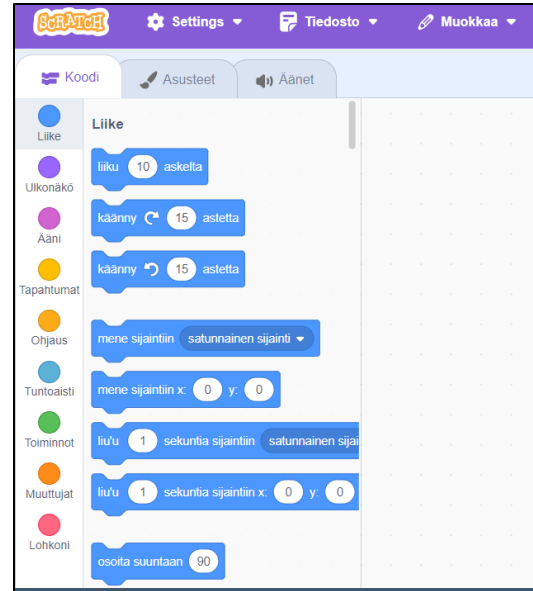 SCRATCH Settings Tiedosto Muokkaa
Koodi Asusteet Äänet
Liike
Ulkonäkö
Ääni
Tapahtumat
Ohjaus
Tuntoaisti
Toiminnot
Muuttujat
Lohkoni
Liike
liiku 10 askelta
käänny 15 astetta
käänny 15 astetta
mene sijaintiin satunnainen sijainti
mene sijaintiin x: 0 y: 0
liu'u 1 sekuntia sijaintiin satunnainen sijai
liu'u 1 sekuntia sijaintiin x: 0 y: 0
osoita suuntaan 90